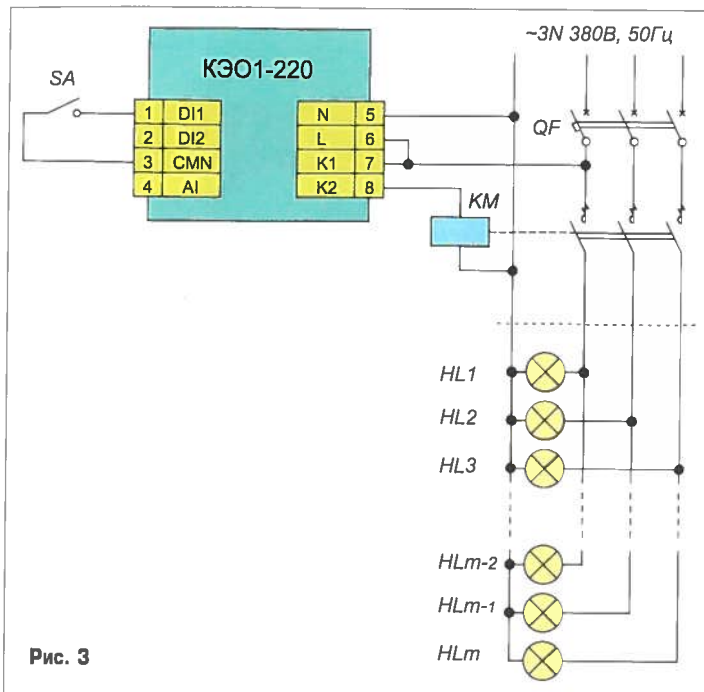 ~3N 380В, 50Гц
КЭО1-220
SA
1 DI1
2 DI2
3 CMN
4 AI
N 5
L 6
K1 7
K2 8
QF
KM
HL1
HL2
HL3
HLm-2
HLm-1
HLm
Рис. 3